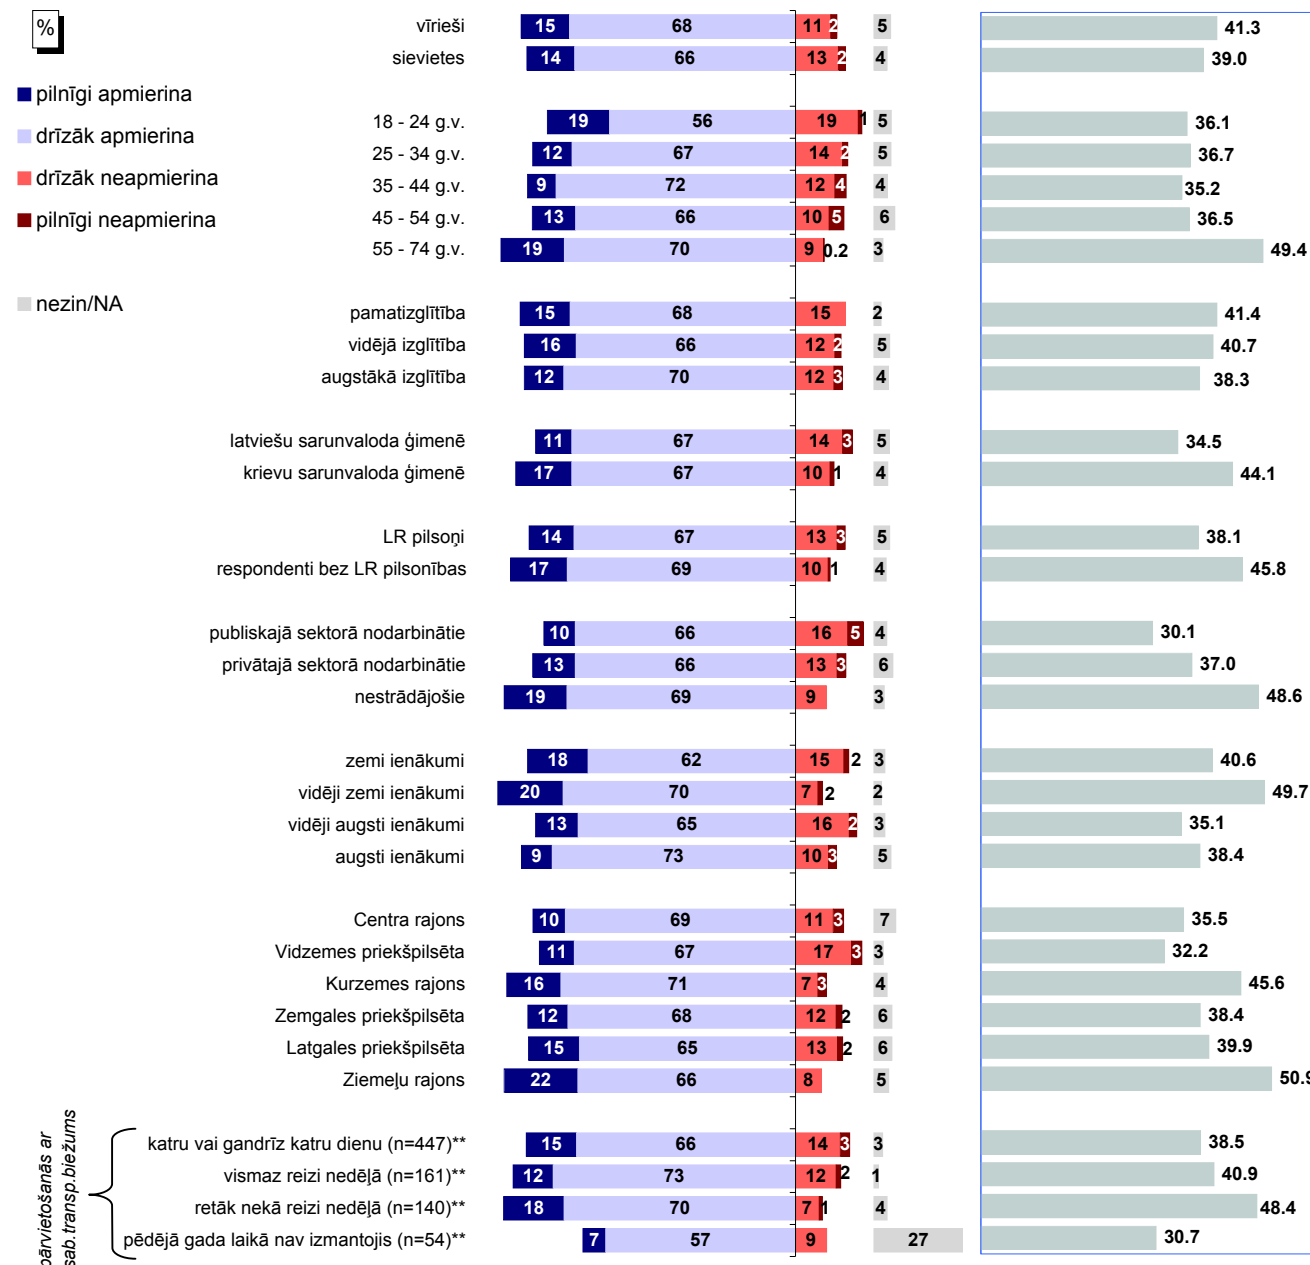 %
pilnīgi apmierina
drīzāk apmierina
drīzāk neapmierina
pilnīgi neapmierina
nezin/NA
vīrieši 15 68 11 2 5 41.3
sievietes 14 66 13 2 4 39.0
18 - 24 g.v. 19 56 19 1 5 36.1
25 - 34 g.v. 12 67 14 2 5 36.7
35 - 44 g.v. 9 72 12 4 4 35.2
45 - 54 g.v. 13 66 10 5 6 36.5
55 - 74 g.v. 19 70 9 0.2 3 49.4
pamatizglītība 15 68 15 2 41.4
vidējā izglītība 16 66 12 2 5 40.7
augstākā izglītība 12 70 12 3 4 38.3
latviešu sarunvaloda ģimenē 11 67 14 3 5 34.5
krievu sarunvaloda ģimenē 17 67 10 1 4 44.1
LR pilsoņi 14 67 13 3 5 38.1
respondenti bez LR pilsonības 17 69 10 1 4 45.8
publiskajā sektorā nodarbinātie 10 66 16 5 4 30.1
privātajā sektorā nodarbinātie 13 66 13 3 6 37.0
nestrādājošie 19 69 9 3 48.6
zemi ienākumi 18 62 15 2 3 40.6
vidēji zemi ienākumi 20 70 7 2 2 49.7
vidēji augsti ienākumi 13 65 16 2 3 35.1
augsti ienākumi 9 73 10 3 5 38.4
Centra rajons 10 69 11 3 7 35.5
Vidzemes priekšpilsēta 11 67 17 3 3 32.2
Kurzemes rajons 16 71 7 3 4 45.6
Zemgales priekšpilsēta 12 68 12 2 6 38.4
Latgales priekšpilsēta 15 65 13 2 6 39.9
Ziemeļu rajons 22 66 8 5 50.9
pārvietošanās ar
sab.transp.biežums
katru vai gandrīz katru dienu (n=447)** 15 66 14 3 3 38.5
vismaz reizi nedēļā (n=161)** 12 73 12 2 1 40.9
retāk nekā reizi nedēļā (n=140)** 18 70 7 1 4 48.4
pēdējā gada laikā nav izmantojis (n=54)** 7 57 9 27 30.7